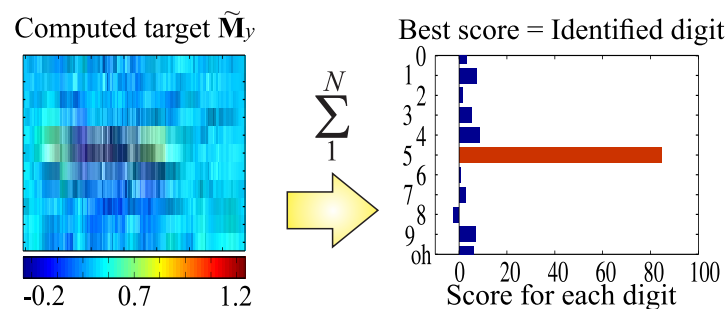 Computed target M̃y
-0.2 0.7 1.2
N
∑
1
Best score = Identified digit
0
1
2
3
4
5
6
7
8
9
oh
0 20 40 60 80 100
Score for each digit